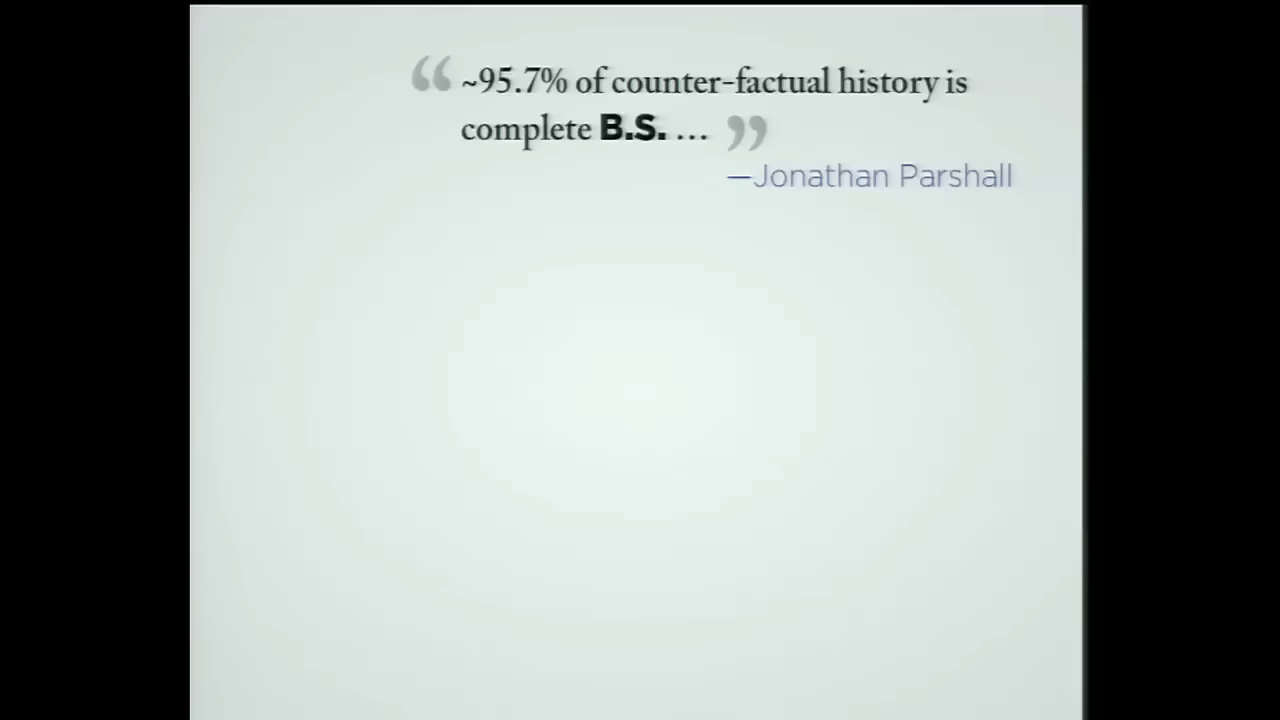 “ ~95.7% of counter-factual history is
complete B.S. … ”
—Jonathan Parshall